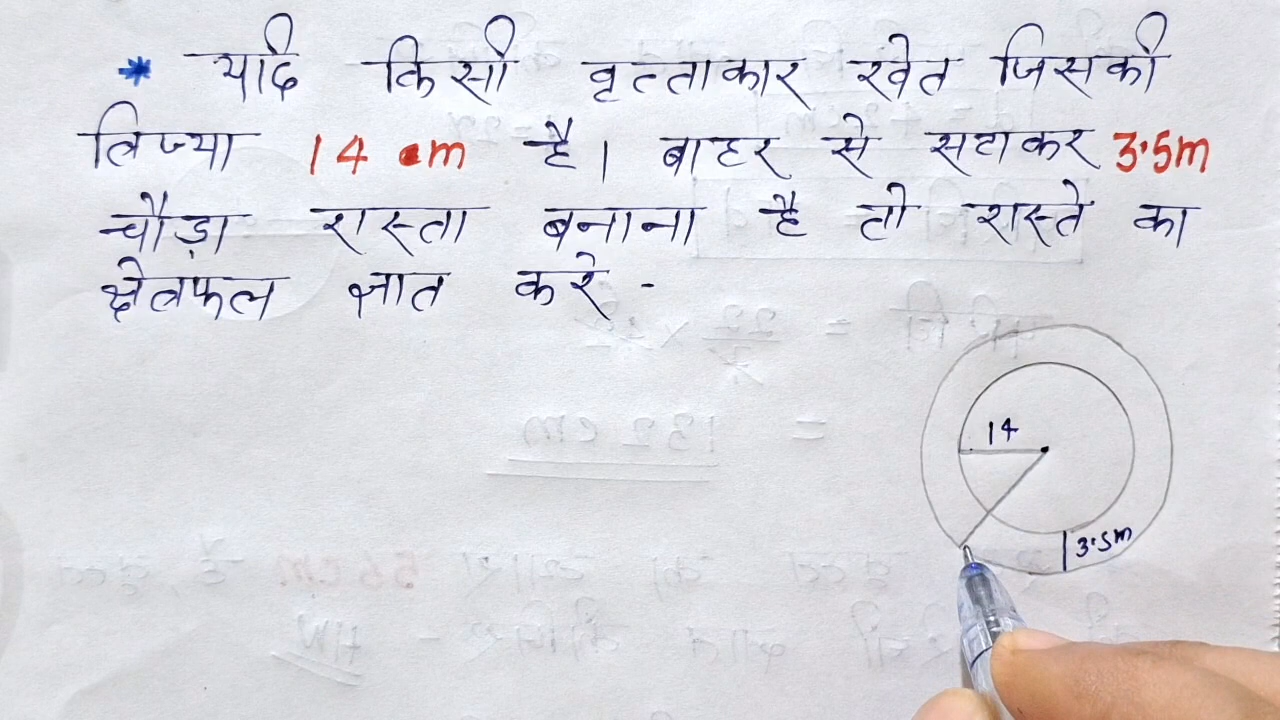 * यदि किसी वृत्ताकार खेत जिसकी
त्रिज्या 14 m है। बाहर से सटाकर 3.5m
चौड़ा रास्ता बनाना है तो रास्ते का
क्षेत्रफल ज्ञात करे -
14
3.5m